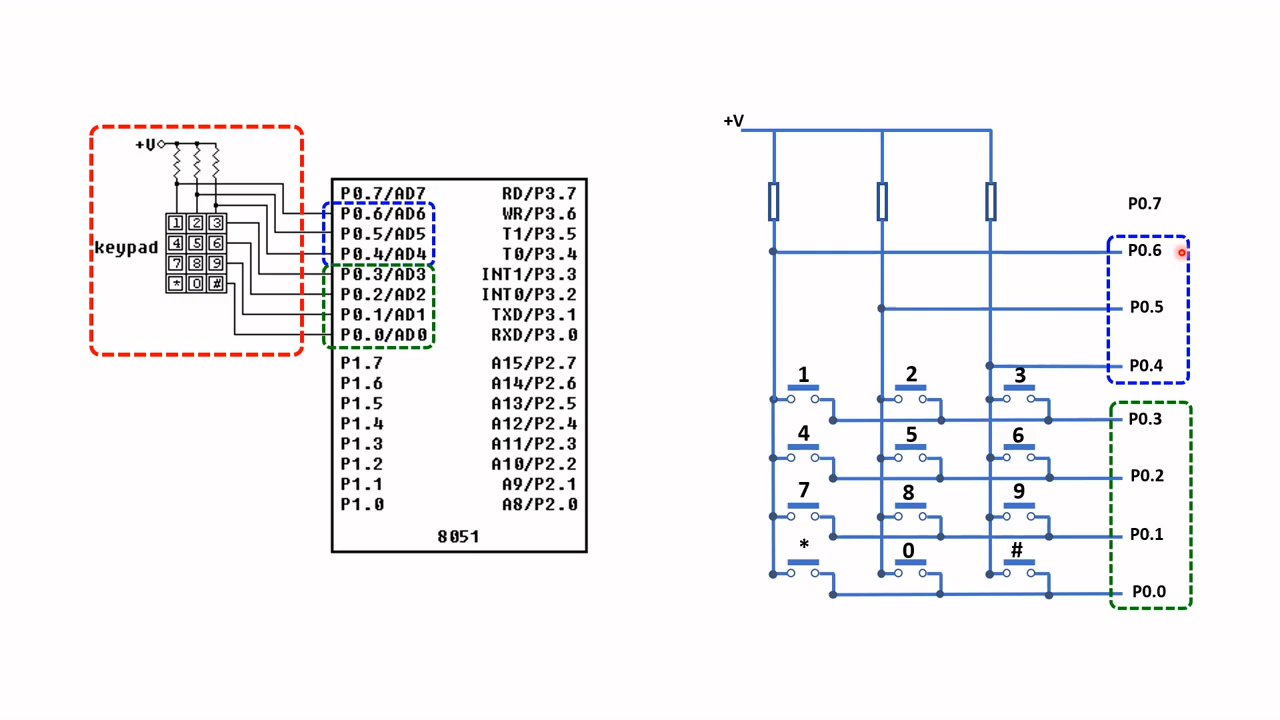 +V
1 2 3
4 5 6
7 8 9
* 0 #
keypad
P0.7/AD7 RD/P3.7
P0.6/AD6 WR/P3.6
P0.5/AD5 T1/P3.5
P0.4/AD4 T0/P3.4
P0.3/AD3 INT1/P3.3
P0.2/AD2 INT0/P3.2
P0.1/AD1 TXD/P3.1
P0.0/AD0 RXD/P3.0
P1.7 A15/P2.7
P1.6 A14/P2.6
P1.5 A13/P2.5
P1.4 A12/P2.4
P1.3 A11/P2.3
P1.2 A10/P2.2
P1.1 A9/P2.1
P1.0 A8/P2.0
8051
+V
P0.7
P0.6
P0.5
P0.4
1 2 3
P0.3
4 5 6
P0.2
7 8 9
P0.1
* 0 #
P0.0